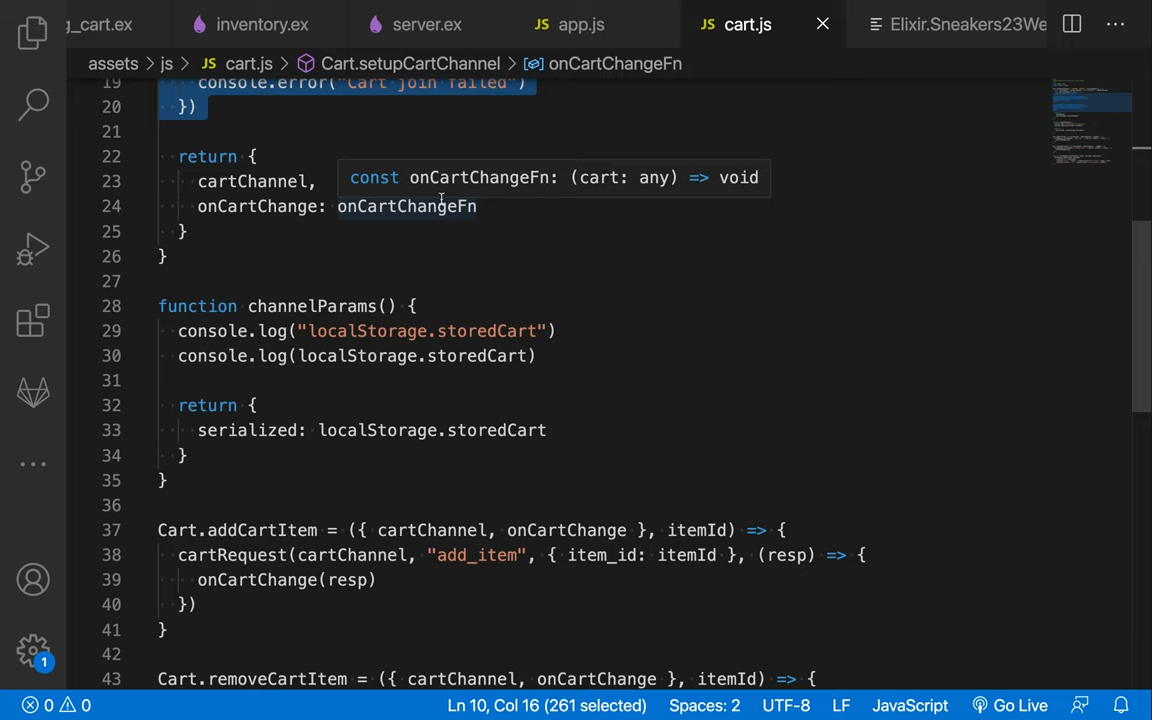 g_cart.ex inventory.ex server.ex JS app.js JS cart.js Elixir.Sneakers23We
assets > js > JS cart.js > Cart.setupCartChannel > onCartChangeFn
19 console.error("Cart join failed")
20 })
21
22 return {
const onCartChangeFn: (cart: any) => void
23 cartChannel,
24 onCartChange: onCartChangeFn
25 }
26 }
27
28 function channelParams() {
29 console.log("localStorage.storedCart")
30 console.log(localStorage.storedCart)
31
32 return {
33 serialized: localStorage.storedCart
34 }
35 }
36
37 Cart.addCartItem = ({ cartChannel, onCartChange }, itemId) => {
38 cartRequest(cartChannel, "add_item", { item_id: itemId }, (resp) => {
39 onCartChange(resp)
40 })
41 }
42
43 Cart.removeCartItem = ({ cartChannel, onCartChange }, itemId) => {
1
0 0 Ln 10, Col 16 (261 selected) Spaces: 2 UTF-8 LF JavaScript Go Live